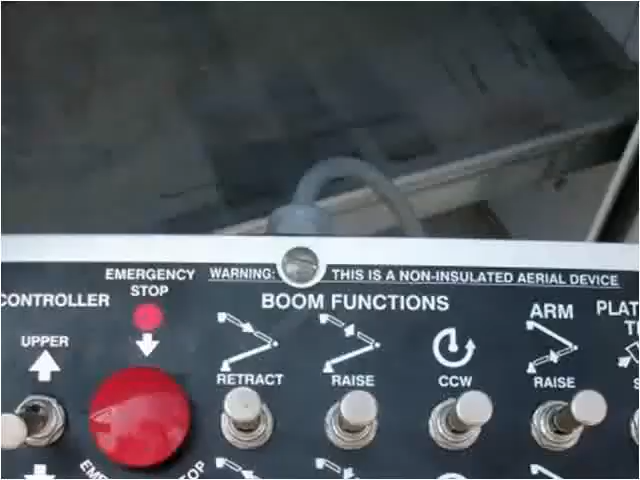 WARNING: THIS IS A NON-INSULATED AERIAL DEVICE
EMERGENCY
STOP
CONTROLLER
BOOM FUNCTIONS
ARM
UPPER
RETRACT
RAISE
CCW
RAISE